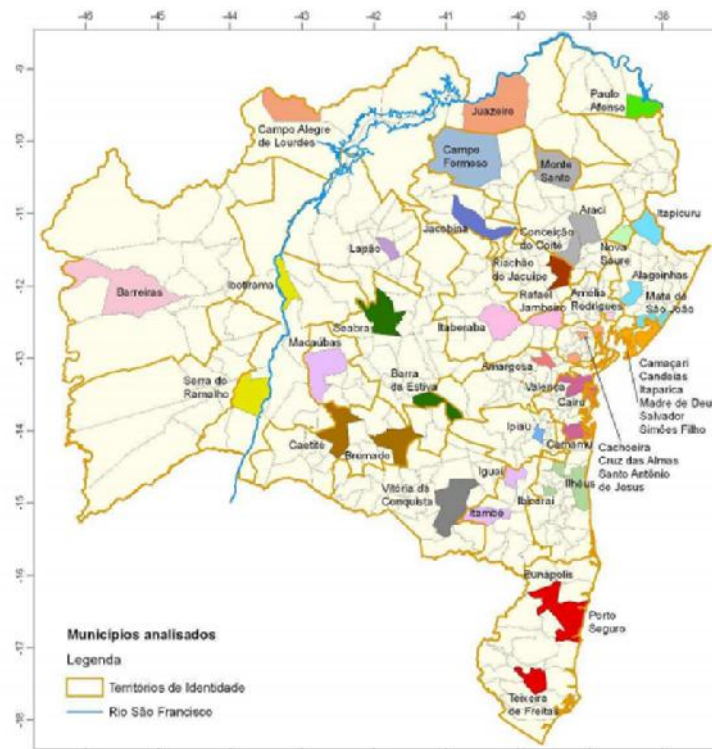 -46 -45 -44 -43 -42 -41 -40 -39 -38
-9
-10
-11
-12
-13
-14
-15
-16
-17
-18
Campo Alegre
de Lourdes
Juazeiro
Paulo
Afonso
Campo
Formoso
Monte
Santo
Araci
Itapicuru
Jacobina
Conceição
do Coité
Nova
Soure
Lapão
Riachão
do Jacuípe
Alagoinhas
Barreiras
Ibotirama
Rafael
Jambeiro
Amélia
Rodrigues
Mata de
São João
Seabra
Itaberaba
Macaúbas
Amargosa
Camaçari
Candeias
Itaparica
Madre de Deu
Salvador
Simões Filho
Serra do
Ramalho
Barra
da Estiva
Valença
Cairu
Ipiaú
Camamu
Cachoeira
Cruz das Almas
Santo Antônio
de Jesus
Caetité
Brumado
Iguaí
Ilhéus
Vitória da
Conquista
Ibicaraí
Itambé
Eunápolis
Porto
Seguro
Teixeira
de Freitas
Municípios analisados
Legenda
Territórios de Identidade
Rio São Francisco